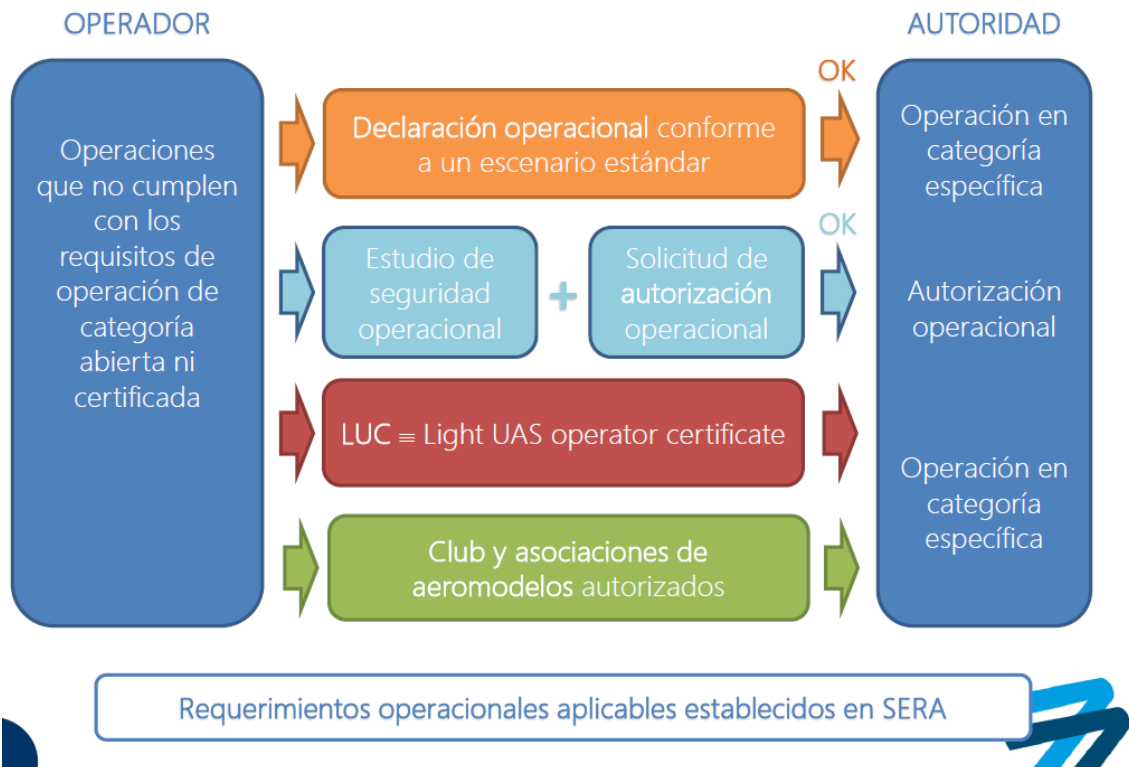 OPERADOR
AUTORIDAD
Operaciones
que no cumplen
con los
requisitos de
operación de
categoría
abierta ni
certificada
Declaración operacional conforme
a un escenario estándar
OK
Operación en
categoría
específica
Estudio de
seguridad
operacional
+
Solicitud de
autorización
operacional
OK
Autorización
operacional
LUC ≡ Light UAS operator certificate
Operación en
categoría
específica
Club y asociaciones de
aeromodelos autorizados
Requerimientos operacionales aplicables establecidos en SERA